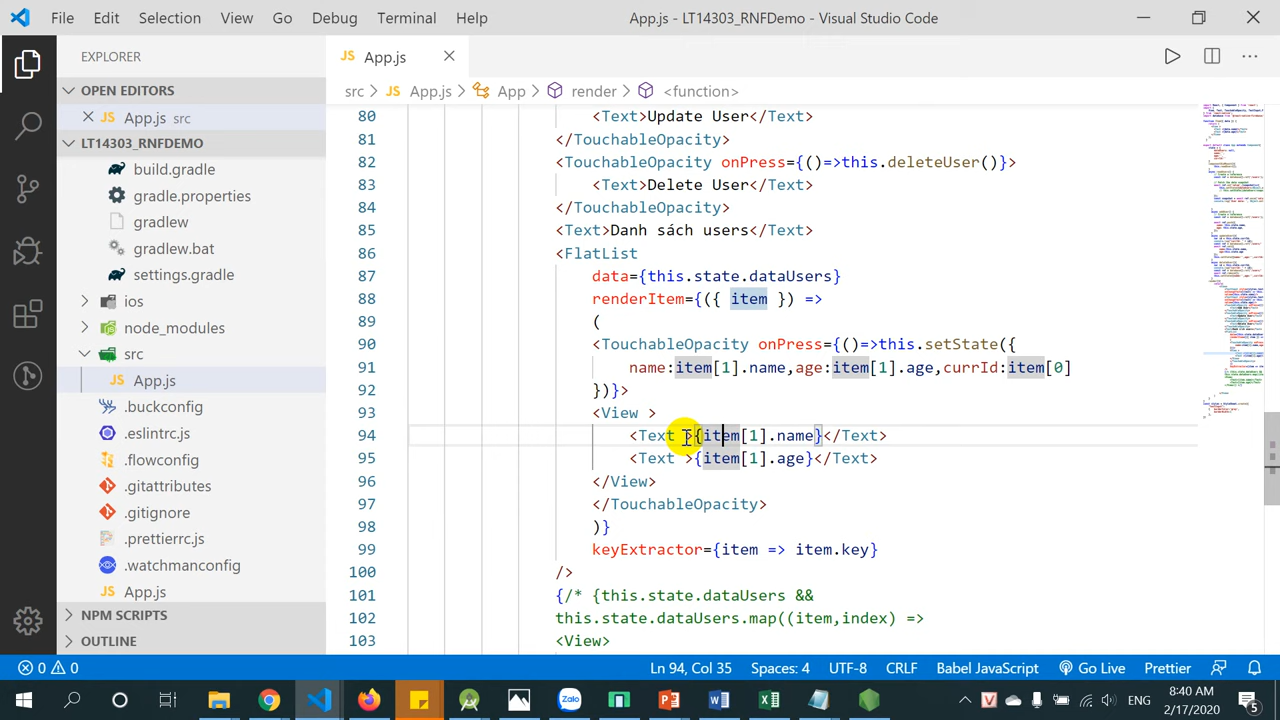 File Edit Selection View Go Debug Terminal Help App.js - LT14303_RNFDemo - Visual Studio Code
EXPLORER
OPEN EDITORS
App.js src
LT14303_RNFDEMO
build.gradle
gradle.properties
gradlew
gradlew.bat
settings.gradle
ios
node_modules
src
JS App.js
.buckconfig
.eslintrc.js
.flowconfig
.gitattributes
.gitignore
.prettierrc.js
.watchmanconfig
JS App.js
NPM SCRIPTS
OUTLINE
JS App.js
src > JS App.js > App > render > <function>
80 <Text>Update User</Text>
81 </TouchableOpacity>
82 <TouchableOpacity onPress={()=>this.deleteUser()}>
83 <Text>Delete User</Text>
84 </TouchableOpacity>
85 <Text>Danh sách users</Text>
86 <Flatlist
87 data={this.state.dataUsers}
88 renderItem={({ item }) =>
89 (
90 <TouchableOpacity onPress={()=>this.setState({
91 name:item[1].name,age:item[1].age,currid:item[0]
92 })}>
93 <View >
94 <Text >{item[1].name}</Text>
95 <Text >{item[1].age}</Text>
96 </View>
97 </TouchableOpacity>
98 )}
99 keyExtractor={item => item.key}
100 />
101 {/* {this.state.dataUsers &&
102 this.state.dataUsers.map((item,index) =>
103 <View>
0 0 Ln 94, Col 35 Spaces: 4 UTF-8 CRLF Babel JavaScript Go Live Prettier
ENG 8:40 AM
2/17/2020 5